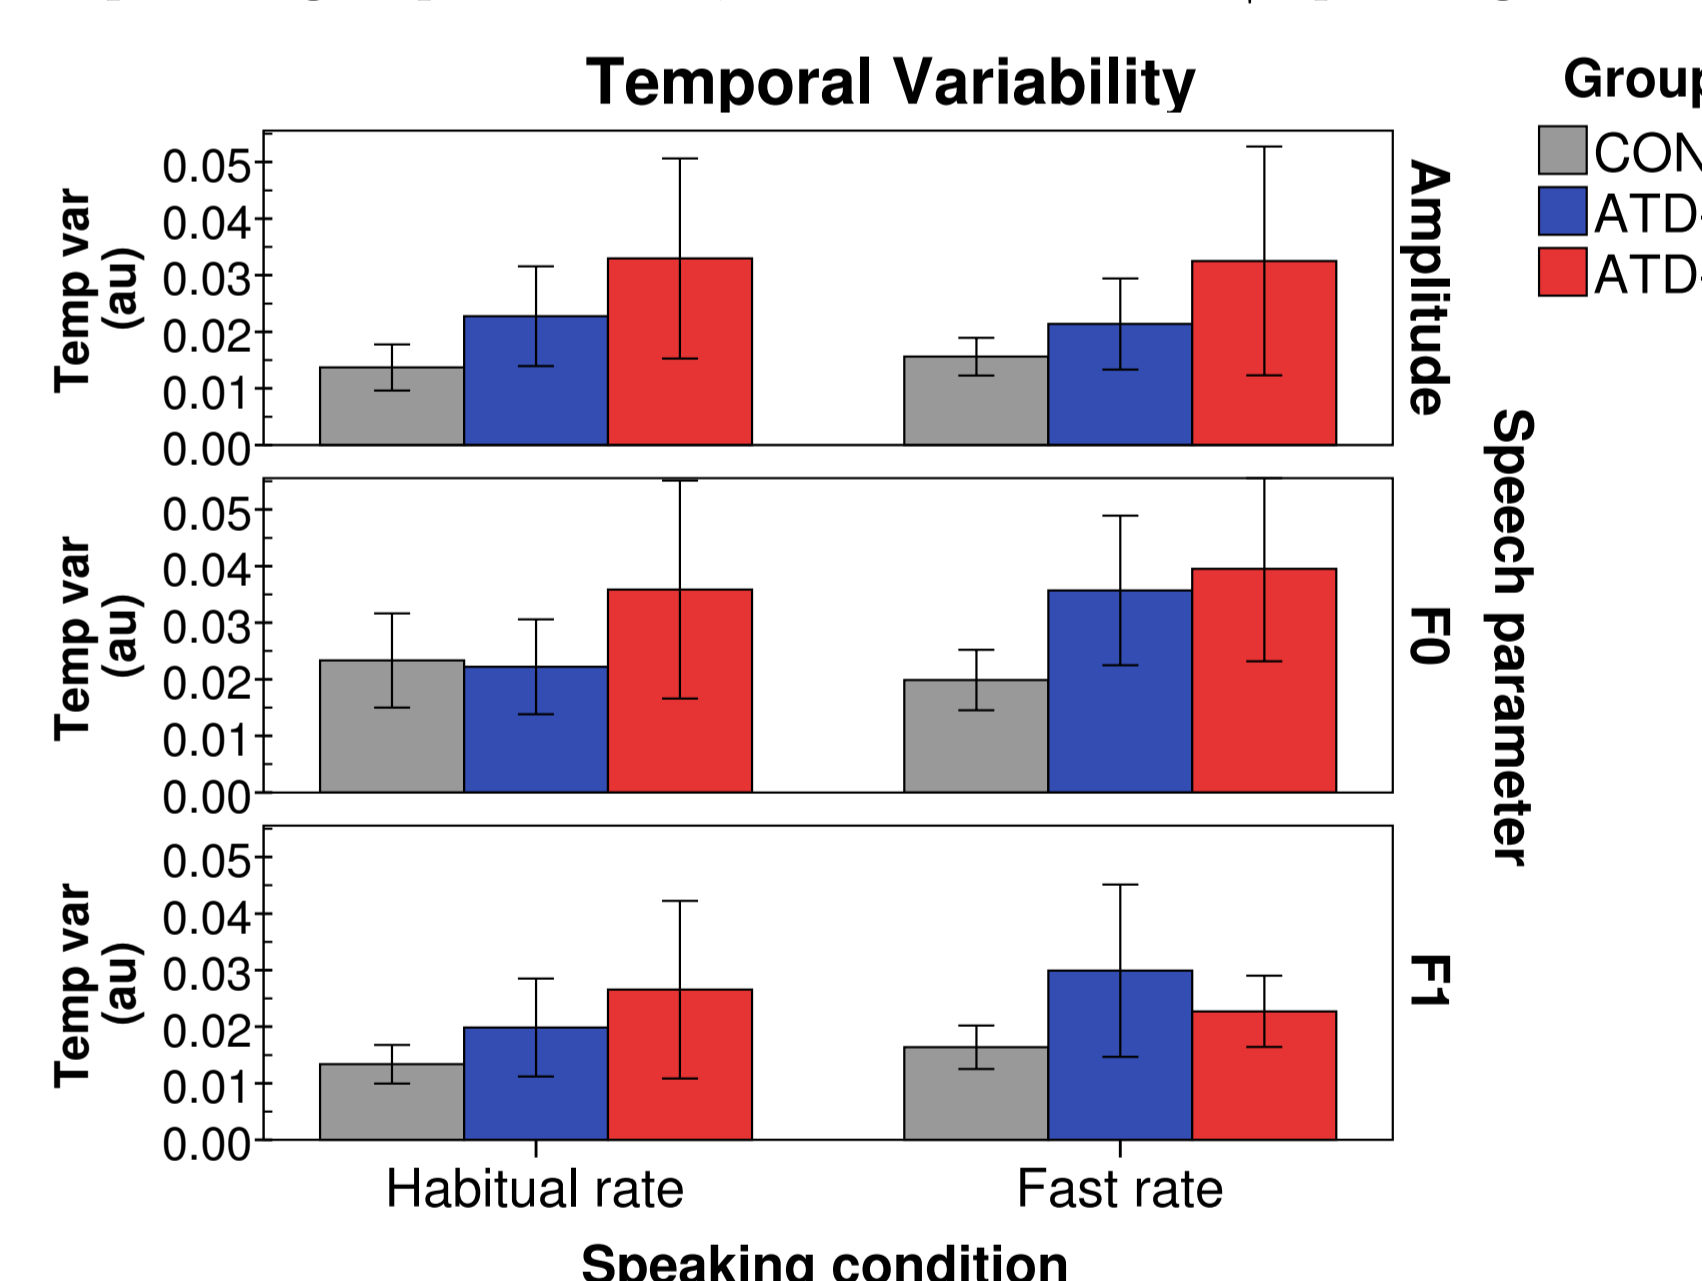 Temporal Variability
Group
CON
ATD-
ATD-
Temp var
(au)
0.05
0.04
0.03
0.02
0.01
0.00
Amplitude
Temp var
(au)
0.05
0.04
0.03
0.02
0.01
0.00
F0
Temp var
(au)
0.05
0.04
0.03
0.02
0.01
0.00
F1
Speech parameter
Habitual rate
Fast rate
Speaking condition